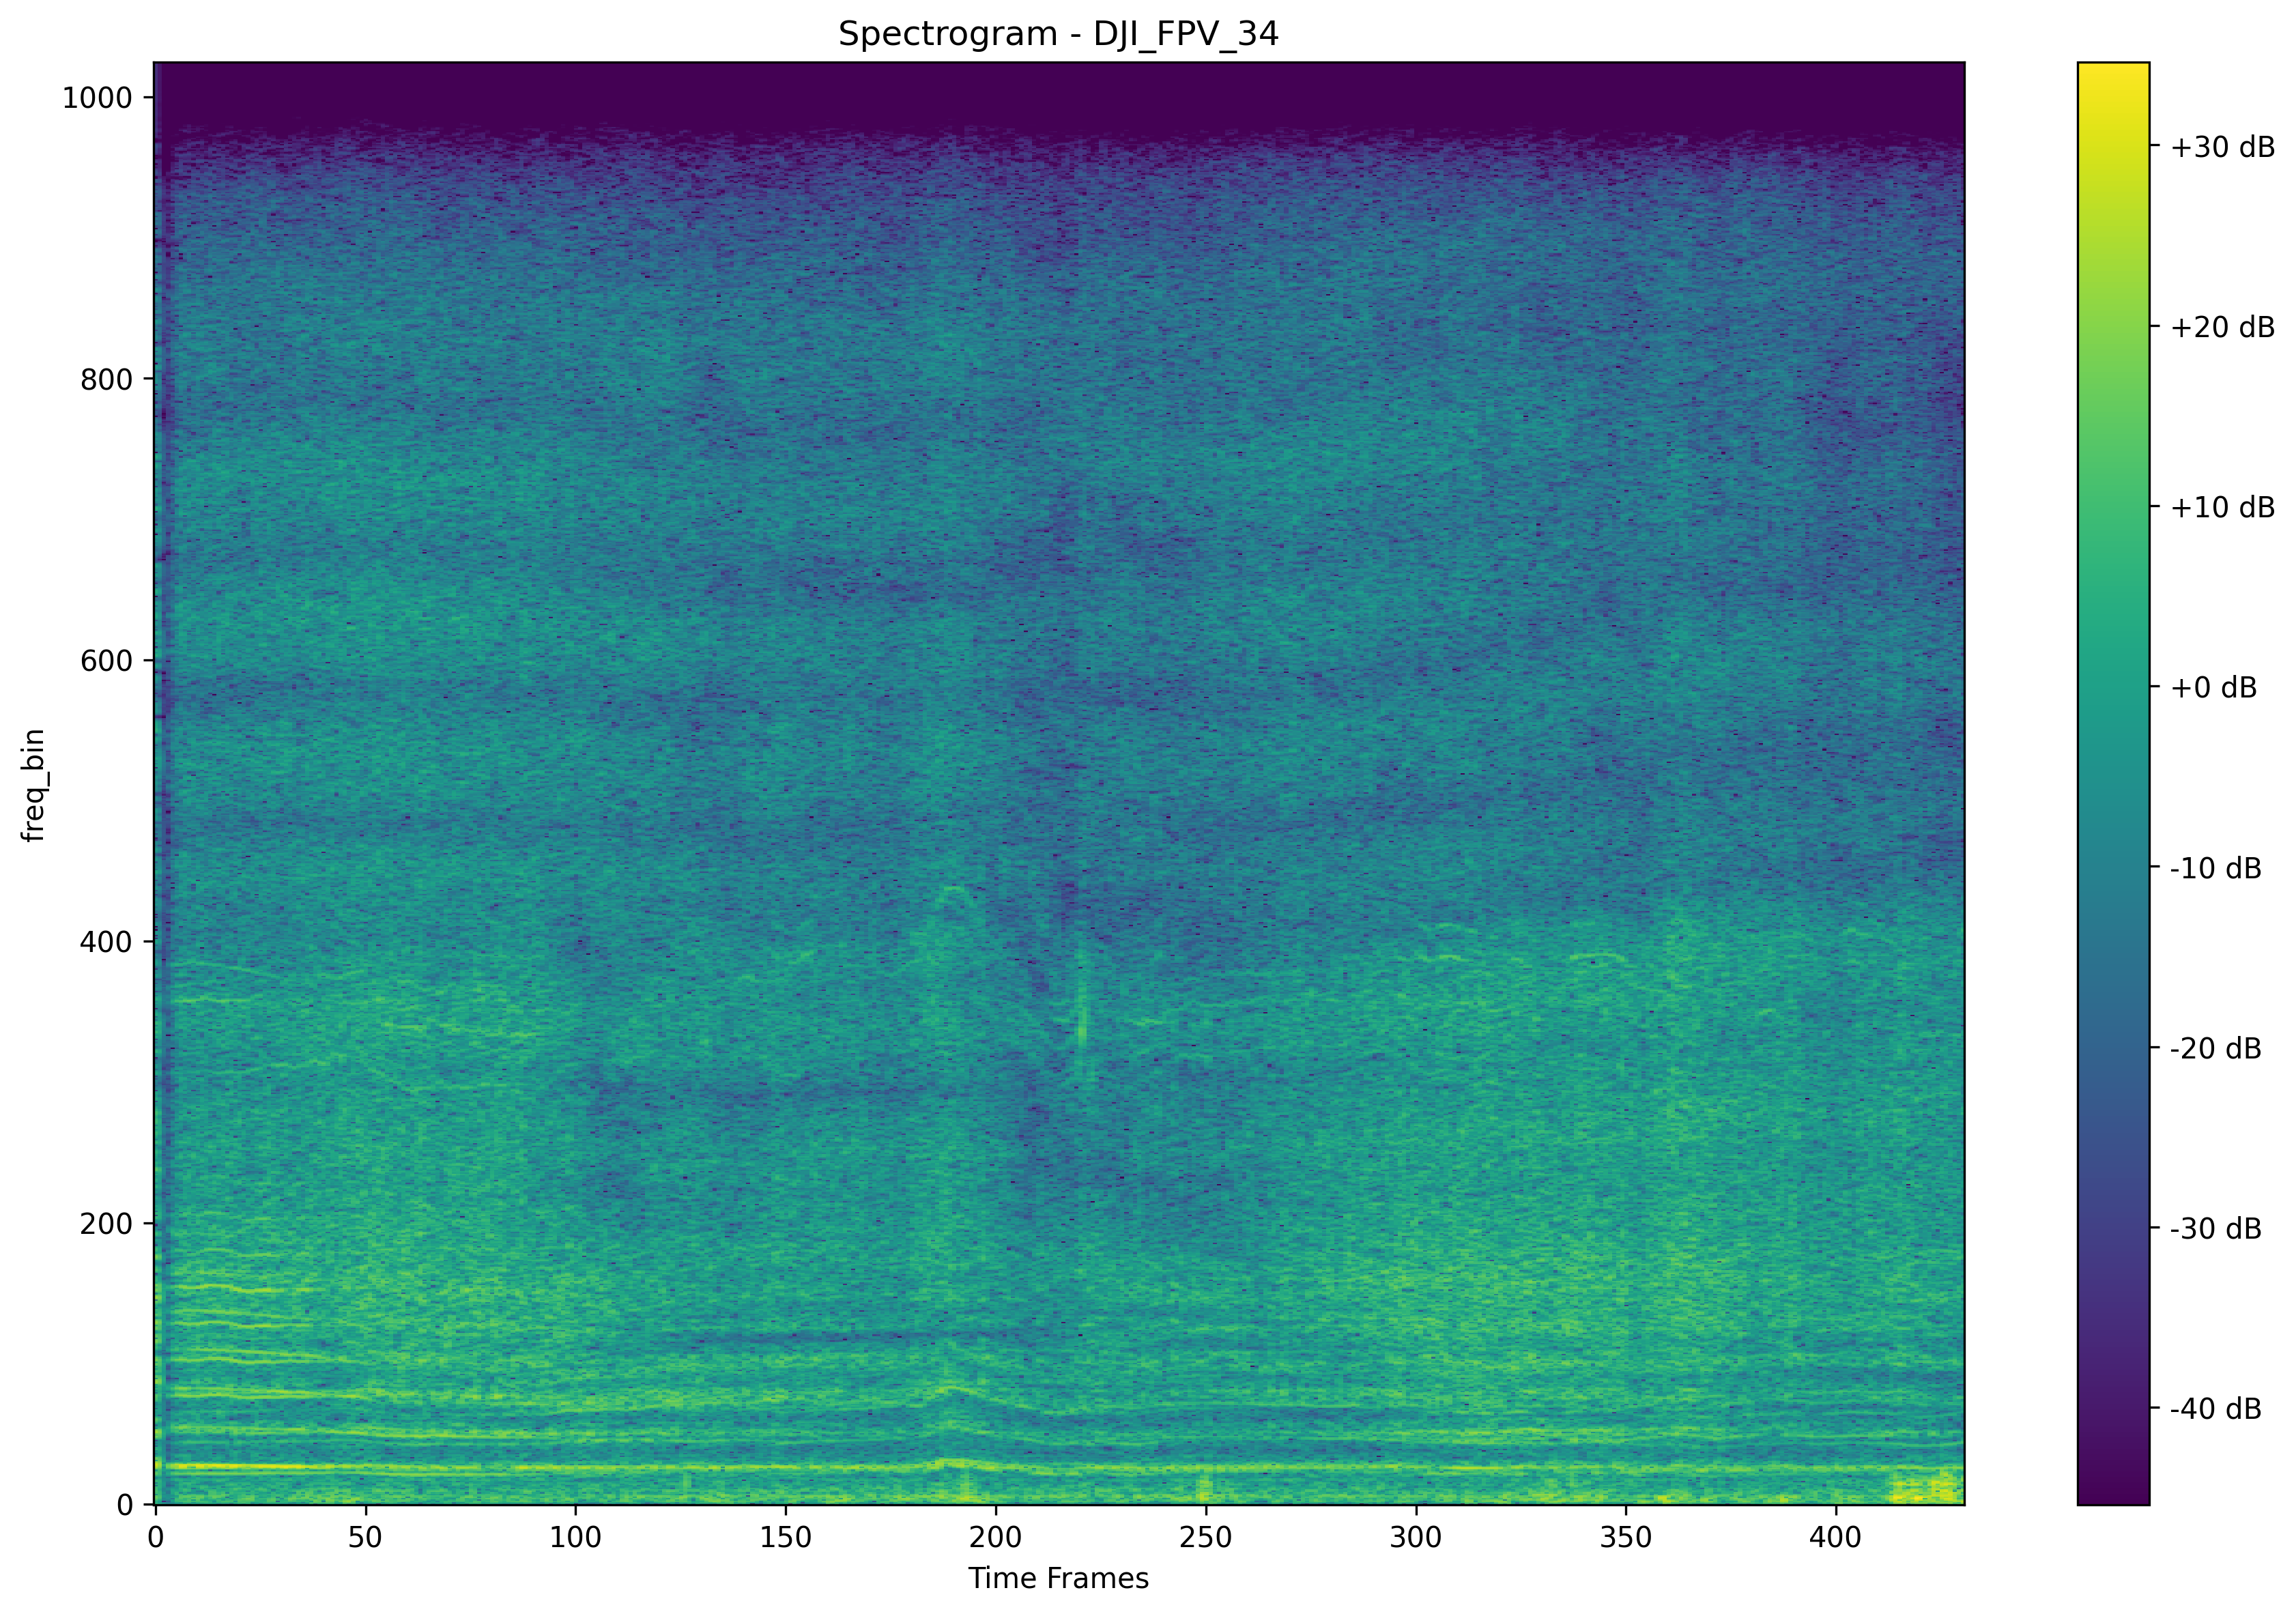 Spectrogram - DJI_FPV_34
1000
800
600
400
200
0
freq_bin
0 50 100 150 200 250 300 350 400
Time Frames
+30 dB
+20 dB
+10 dB
+0 dB
-10 dB
-20 dB
-30 dB
-40 dB